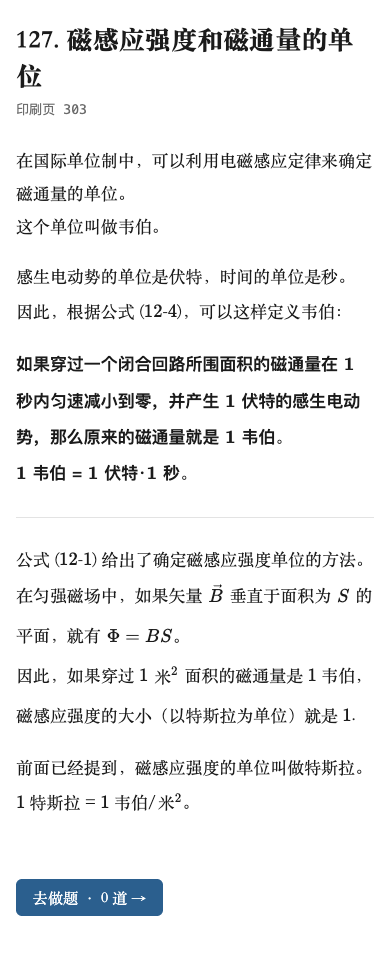 127. 磁感应强度和磁通量的单
位
印刷页 303
在国际单位制中，可以利用电磁感应定律来确定
磁通量的单位。
这个单位叫做韦伯。
感生电动势的单位是伏特，时间的单位是秒。
因此，根据公式 (12-4)，可以这样定义韦伯：
如果穿过一个闭合回路所围面积的磁通量在 1
秒内匀速减小到零，并产生 1 伏特的感生电动
势，那么原来的磁通量就是 1 韦伯。
1 韦伯 = 1 伏特·1 秒。
公式 (12-1) 给出了确定磁感应强度单位的方法。
在匀强磁场中，如果矢量 B⃗ 垂直于面积为 S 的
平面，就有 Φ = BS。
因此，如果穿过 1 米² 面积的磁通量是 1 韦伯，
磁感应强度的大小（以特斯拉为单位）就是 1.
前面已经提到，磁感应强度的单位叫做特斯拉。
1 特斯拉 = 1 韦伯/米²。
去做题 · 0 道 →